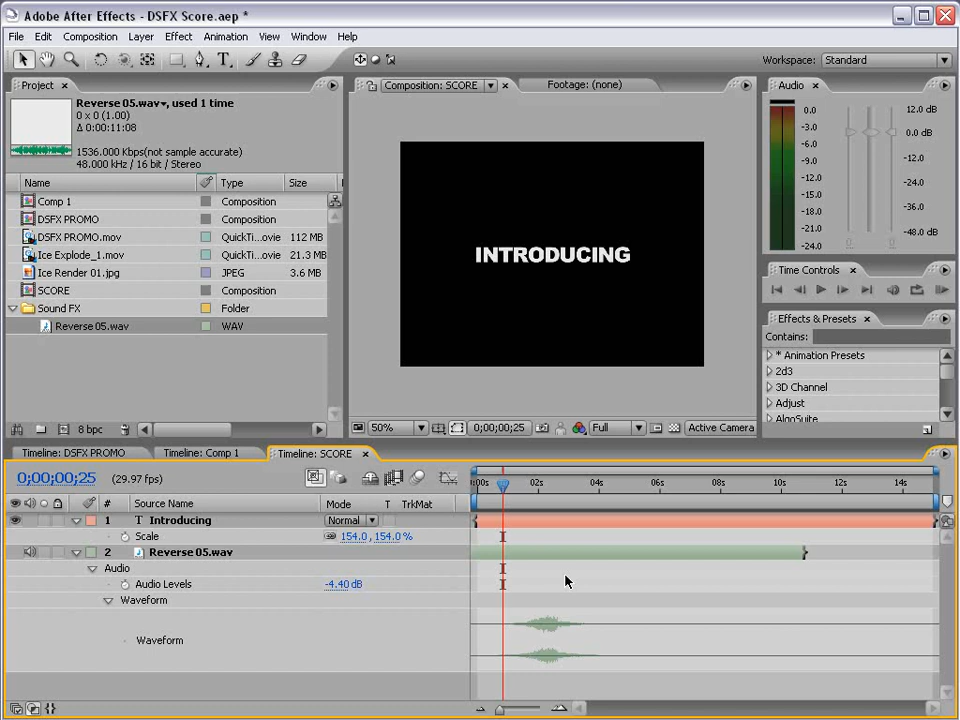 Adobe After Effects - DSFX Score.aep *
File Edit Composition Layer Effect Animation View Window Help
Workspace: Standard
Project
Reverse 05.wav, used 1 time
0 x 0 (1.00)
Δ 0:00:11:08
1536.000 Kbps(not sample accurate)
48.000 kHz / 16 bit / Stereo
Name Type Size
Comp 1 Composition
DSFX PROMO Composition
DSFX PROMO.mov QuickTi...ovie 112 MB
Ice Explode_1.mov QuickTi...ovie 21.3 MB
Ice Render 01.jpg JPEG 3.6 MB
SCORE Composition
Sound FX Folder
Reverse 05.wav WAV
8 bpc
Composition: SCORE Footage: (none)
INTRODUCING
50% 0;00;00;25 Full Active Camera
Audio
0.0 12.0 dB
-3.0
-6.0 0.0 dB
-9.0
-12.0 -12.0
-15.0 -24.0
-18.0
-21.0 -36.0
-24.0 -48.0 dB
Time Controls
Effects & Presets
Contains:
* Animation Presets
2d3
3D Channel
Adjust
AlgoSuite
Timeline: DSFX PROMO Timeline: Comp 1 Timeline: SCORE
0;00;00;25 (29.97 fps)
:00s 02s 04s 06s 08s 10s 12s 14s
# Source Name Mode T TrkMat
1 T Introducing Normal
Scale 154.0, 154.0 %
2 Reverse 05.wav
Audio
Audio Levels -4.40 dB
Waveform
Waveform